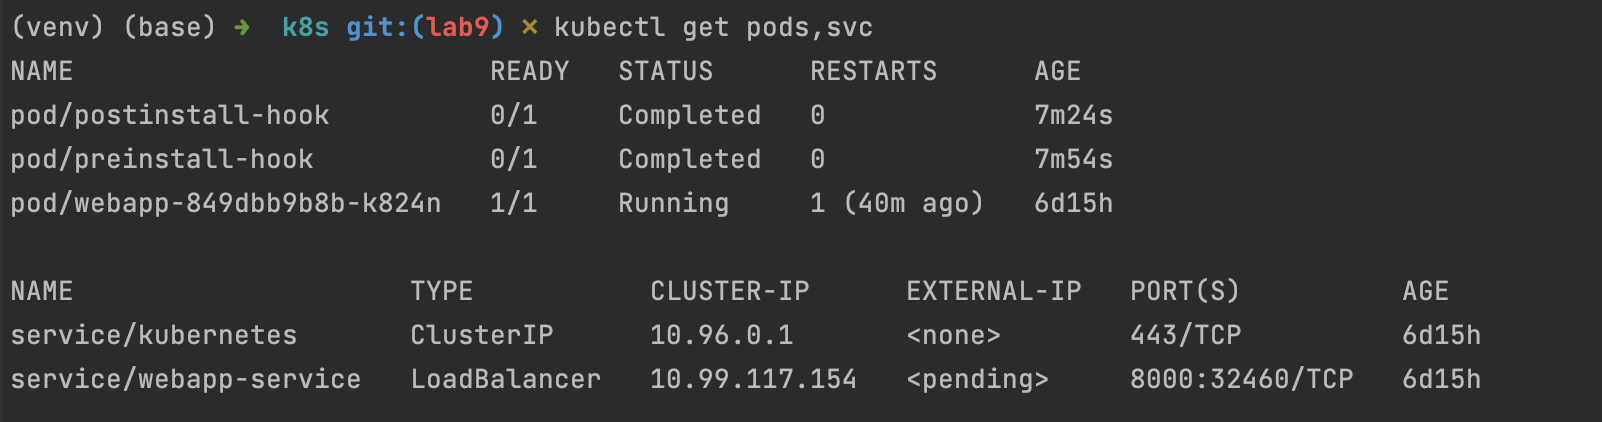 (venv) (base) ➜  k8s git:(lab9) ✗ kubectl get pods,svc
NAME                          READY   STATUS      RESTARTS      AGE
pod/postinstall-hook          0/1     Completed   0             7m24s
pod/preinstall-hook           0/1     Completed   0             7m54s
pod/webapp-849dbb9b8b-k824n   1/1     Running     1 (40m ago)   6d15h

NAME                     TYPE           CLUSTER-IP      EXTERNAL-IP   PORT(S)          AGE
service/kubernetes       ClusterIP      10.96.0.1       <none>        443/TCP          6d15h
service/webapp-service   LoadBalancer   10.99.117.154   <pending>     8000:32460/TCP   6d15h